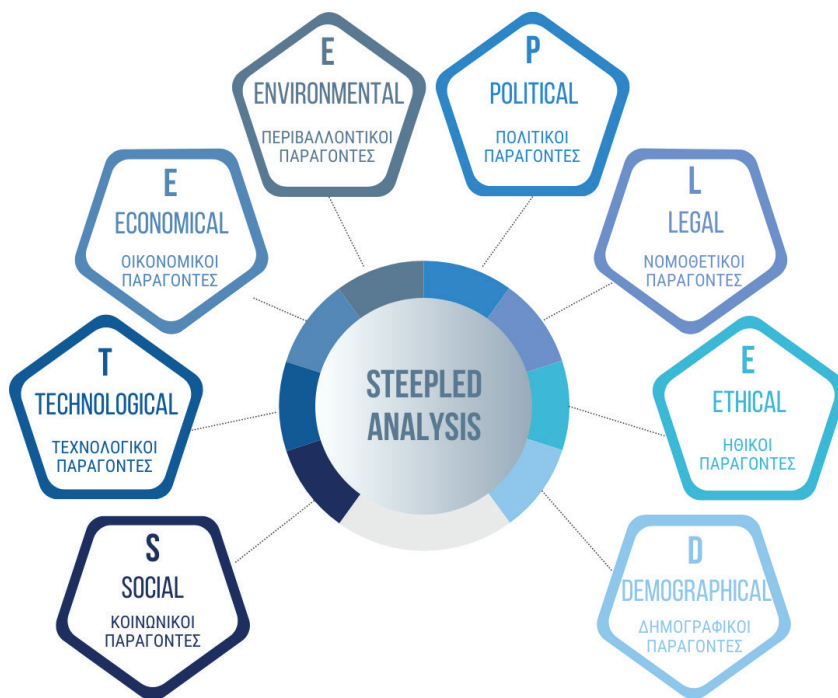 STEEPLED
ANALYSIS
S
SOCIAL
ΚΟΙΝΩΝΙΚΟΙ
ΠΑΡΑΓΟΝΤΕΣ
T
TECHNOLOGICAL
ΤΕΧΝΟΛΟΓΙΚΟΙ
ΠΑΡΑΓΟΝΤΕΣ
E
ECONOMICAL
ΟΙΚΟΝΟΜΙΚΟΙ
ΠΑΡΑΓΟΝΤΕΣ
E
ENVIRONMENTAL
ΠΕΡΙΒΑΛΛΟΝΤΙΚΟΙ
ΠΑΡΑΓΟΝΤΕΣ
P
POLITICAL
ΠΟΛΙΤΙΚΟΙ
ΠΑΡΑΓΟΝΤΕΣ
L
LEGAL
ΝΟΜΟΘΕΤΙΚΟΙ
ΠΑΡΑΓΟΝΤΕΣ
E
ETHICAL
ΗΘΙΚΟΙ
ΠΑΡΑΓΟΝΤΕΣ
D
DEMOGRAPHICAL
ΔΗΜΟΓΡΑΦΙΚΟΙ
ΠΑΡΑΓΟΝΤΕΣ